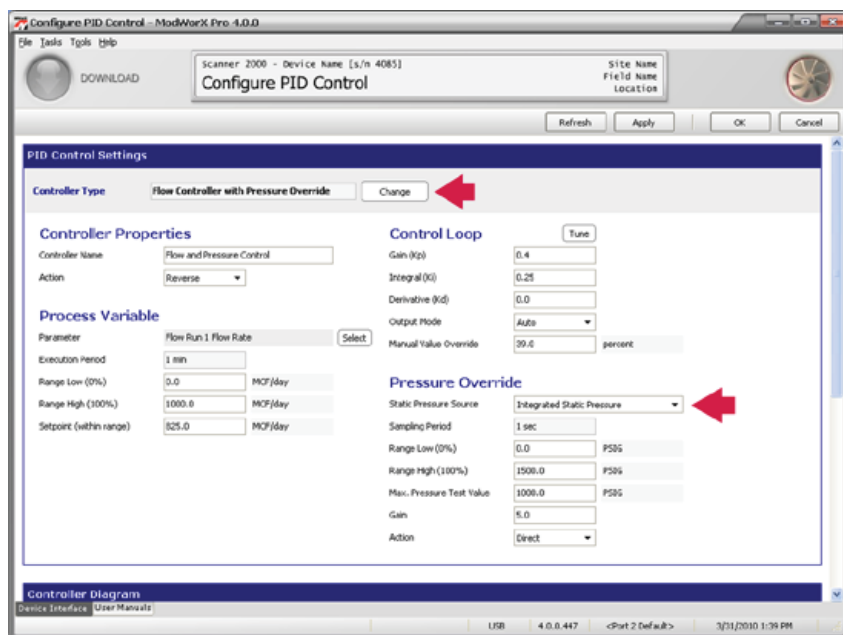 Configure PID Control - ModWorX Pro 4.0.0
File Tasks Tools Help
DOWNLOAD
Scanner 2000 - Device Name [s/n 4085]
Configure PID Control
Site Name
Field Name
Location
Refresh Apply OK Cancel
PID Control Settings
Controller Type Flow Controller with Pressure Override Change
Controller Properties
Controller Name Flow and Pressure Control
Action Reverse
Process Variable
Parameter Flow Run 1 Flow Rate Select
Execution Period 1 min
Range Low (0%) 0.0 MCF/day
Range High (100%) 1000.0 MCF/day
Setpoint (within range) 825.0 MCF/day
Control Loop Tune
Gain (Kp) 0.4
Integral (Ki) 0.25
Derivative (Kd) 0.0
Output Mode Auto
Manual Value Override 39.0 percent
Pressure Override
Static Pressure Source Integrated Static Pressure
Sampling Period 1 sec
Range Low (0%) 0.0 PSIG
Range High (100%) 1500.0 PSIG
Max. Pressure Test Value 1000.0 PSIG
Gain 5.0
Action Direct
Controller Diagram
Device Interface User Manuals
USB 4.0.0.447 <Port 2 Default> 3/31/2010 1:39 PM